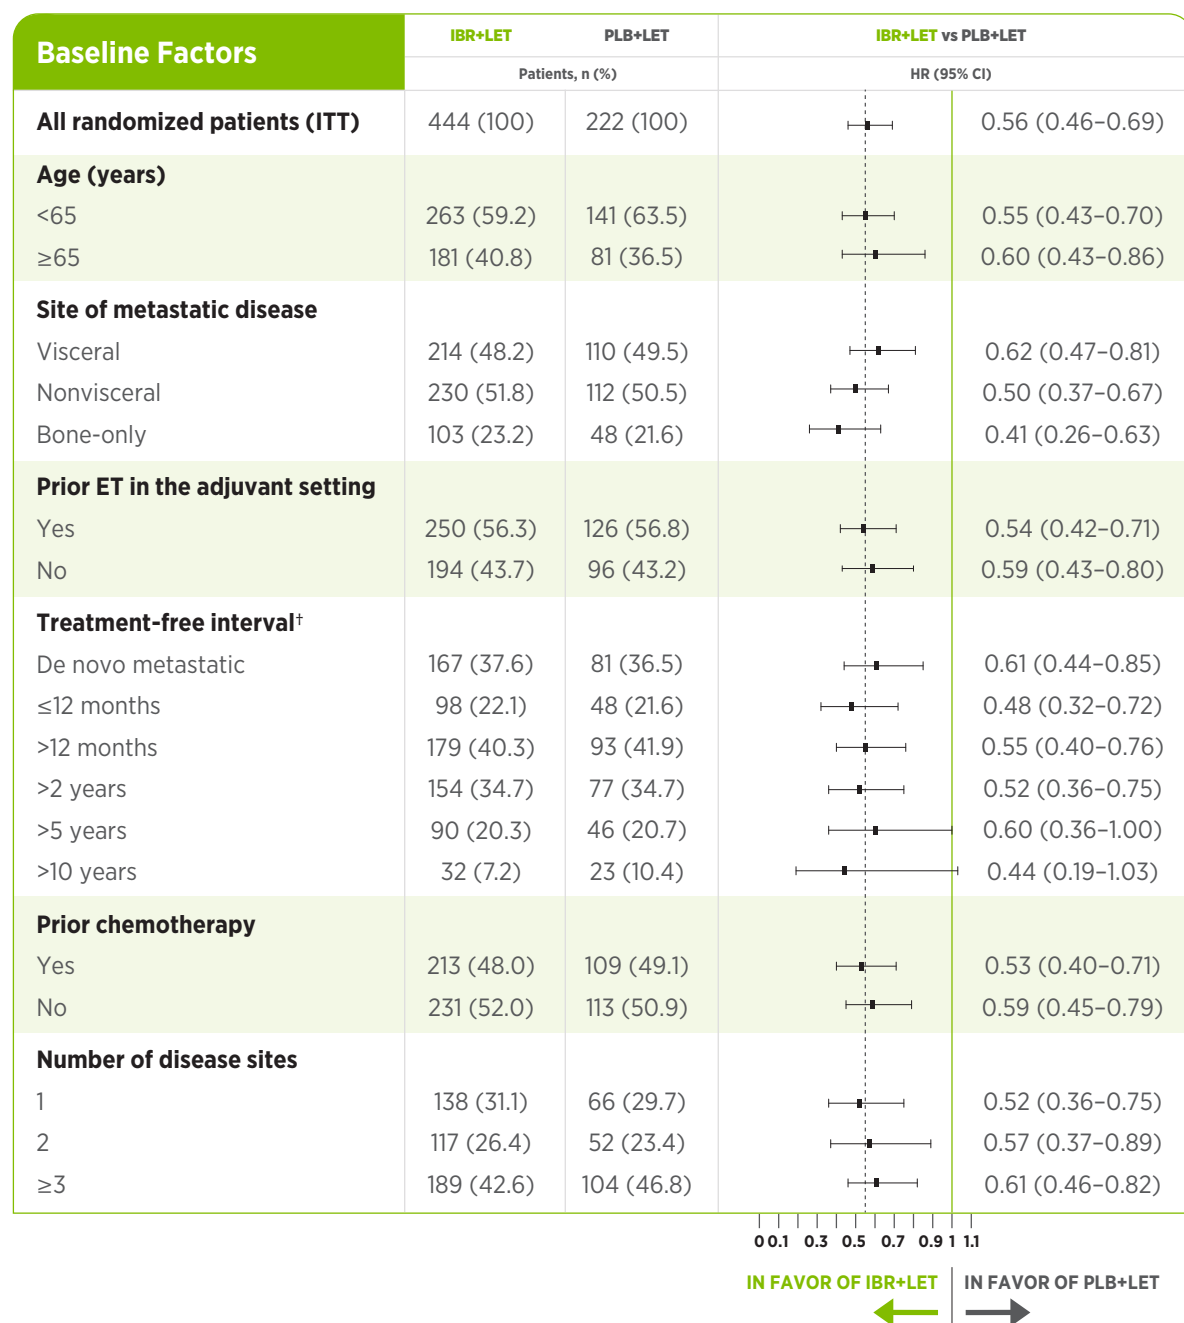 Baseline Factors IBR+LET PLB+LET IBR+LET vs PLB+LET
Patients, n (%) HR (95% CI)
All randomized patients (ITT) 444 (100) 222 (100) 0.56 (0.46–0.69)
Age (years)
<65 263 (59.2) 141 (63.5) 0.55 (0.43–0.70)
≥65 181 (40.8) 81 (36.5) 0.60 (0.43–0.86)
Site of metastatic disease
Visceral 214 (48.2) 110 (49.5) 0.62 (0.47–0.81)
Nonvisceral 230 (51.8) 112 (50.5) 0.50 (0.37–0.67)
Bone-only 103 (23.2) 48 (21.6) 0.41 (0.26–0.63)
Prior ET in the adjuvant setting
Yes 250 (56.3) 126 (56.8) 0.54 (0.42–0.71)
No 194 (43.7) 96 (43.2) 0.59 (0.43–0.80)
Treatment-free interval†
De novo metastatic 167 (37.6) 81 (36.5) 0.61 (0.44–0.85)
≤12 months 98 (22.1) 48 (21.6) 0.48 (0.32–0.72)
>12 months 179 (40.3) 93 (41.9) 0.55 (0.40–0.76)
>2 years 154 (34.7) 77 (34.7) 0.52 (0.36–0.75)
>5 years 90 (20.3) 46 (20.7) 0.60 (0.36–1.00)
>10 years 32 (7.2) 23 (10.4) 0.44 (0.19–1.03)
Prior chemotherapy
Yes 213 (48.0) 109 (49.1) 0.53 (0.40–0.71)
No 231 (52.0) 113 (50.9) 0.59 (0.45–0.79)
Number of disease sites
1 138 (31.1) 66 (29.7) 0.52 (0.36–0.75)
2 117 (26.4) 52 (23.4) 0.57 (0.37–0.89)
≥3 189 (42.6) 104 (46.8) 0.61 (0.46–0.82)
0 0.1 0.3 0.5 0.7 0.9 1 1.1
IN FAVOR OF IBR+LET IN FAVOR OF PLB+LET